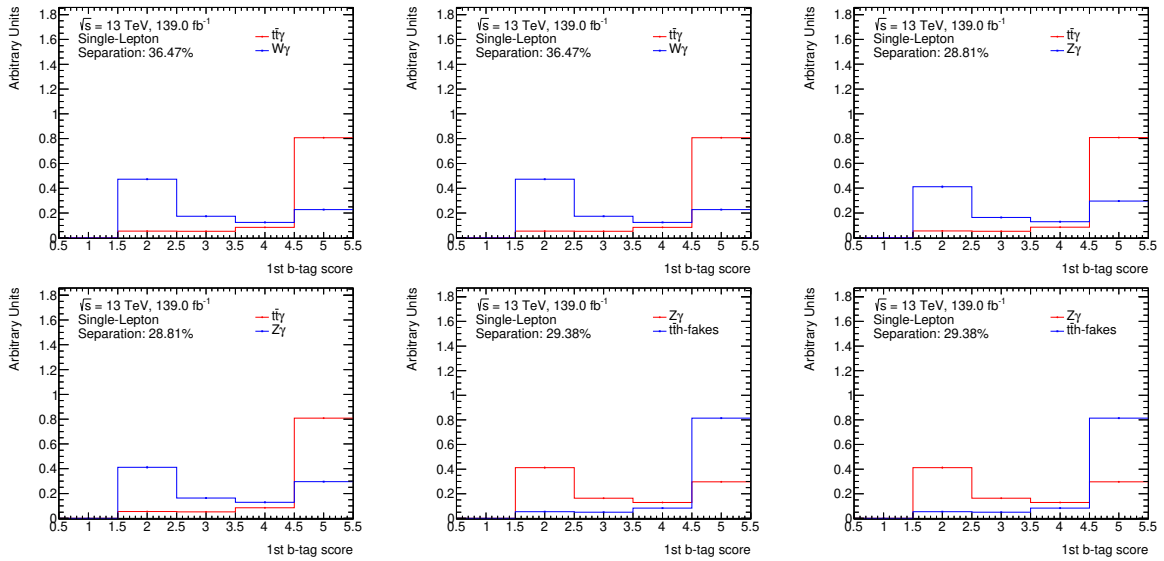 √s = 13 TeV, 139.0 fb⁻¹
Single-Lepton
Separation: 36.47%
tt̄γ
Wγ
Arbitrary Units
1.8
1.6
1.4
1.2
1
0.8
0.6
0.4
0.2
0
0.5 1 1.5 2 2.5 3 3.5 4 4.5 5 5.5
1st b-tag score
√s = 13 TeV, 139.0 fb⁻¹
Single-Lepton
Separation: 36.47%
tt̄γ
Wγ
Arbitrary Units
1.8
1.6
1.4
1.2
1
0.8
0.6
0.4
0.2
0
0.5 1 1.5 2 2.5 3 3.5 4 4.5 5 5.5
1st b-tag score
√s = 13 TeV, 139.0 fb⁻¹
Single-Lepton
Separation: 28.81%
tt̄γ
Zγ
Arbitrary Units
1.8
1.6
1.4
1.2
1
0.8
0.6
0.4
0.2
0
0.5 1 1.5 2 2.5 3 3.5 4 4.5 5 5.5
1st b-tag score
√s = 13 TeV, 139.0 fb⁻¹
Single-Lepton
Separation: 28.81%
tt̄γ
Zγ
Arbitrary Units
1.8
1.6
1.4
1.2
1
0.8
0.6
0.4
0.2
0
0.5 1 1.5 2 2.5 3 3.5 4 4.5 5 5.5
1st b-tag score
√s = 13 TeV, 139.0 fb⁻¹
Single-Lepton
Separation: 29.38%
Zγ
tt̄h-fakes
Arbitrary Units
1.8
1.6
1.4
1.2
1
0.8
0.6
0.4
0.2
0
0.5 1 1.5 2 2.5 3 3.5 4 4.5 5 5.5
1st b-tag score
√s = 13 TeV, 139.0 fb⁻¹
Single-Lepton
Separation: 29.38%
Zγ
tt̄h-fakes
Arbitrary Units
1.8
1.6
1.4
1.2
1
0.8
0.6
0.4
0.2
0
0.5 1 1.5 2 2.5 3 3.5 4 4.5 5 5.5
1st b-tag score